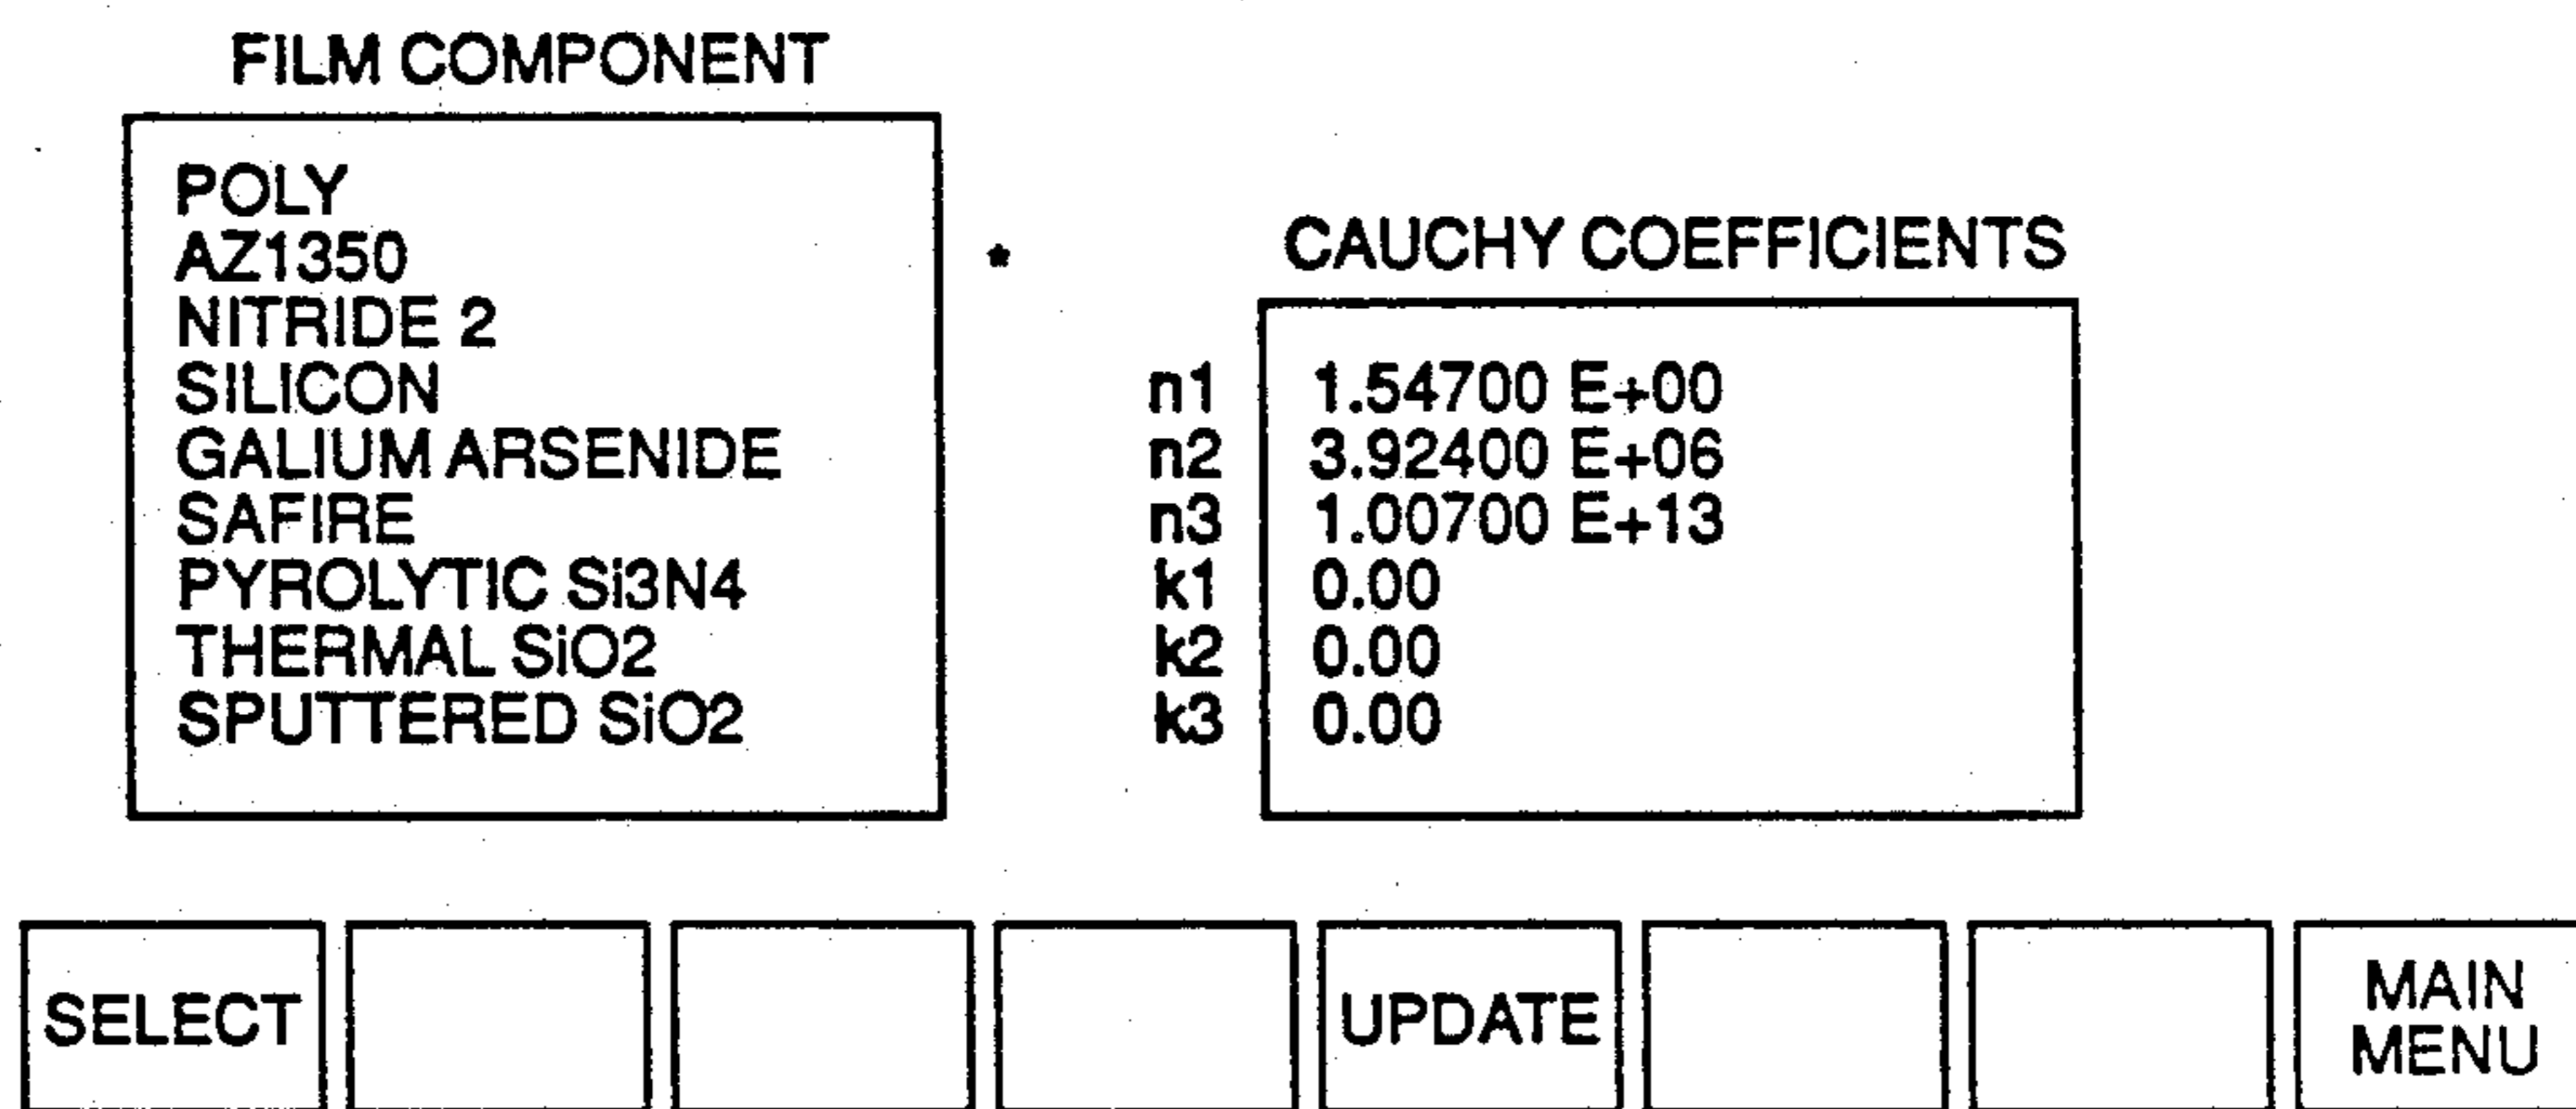 FILM COMPONENT
POLY
AZ1350 *
NITRIDE 2
SILICON
GALIUM ARSENIDE
SAFIRE
PYROLYTIC Si3N4
THERMAL SiO2
SPUTTERED SiO2
CAUCHY COEFFICIENTS
n1 1.54700 E+00
n2 3.92400 E+06
n3 1.00700 E+13
k1 0.00
k2 0.00
k3 0.00
SELECT
UPDATE
MAIN
MENU